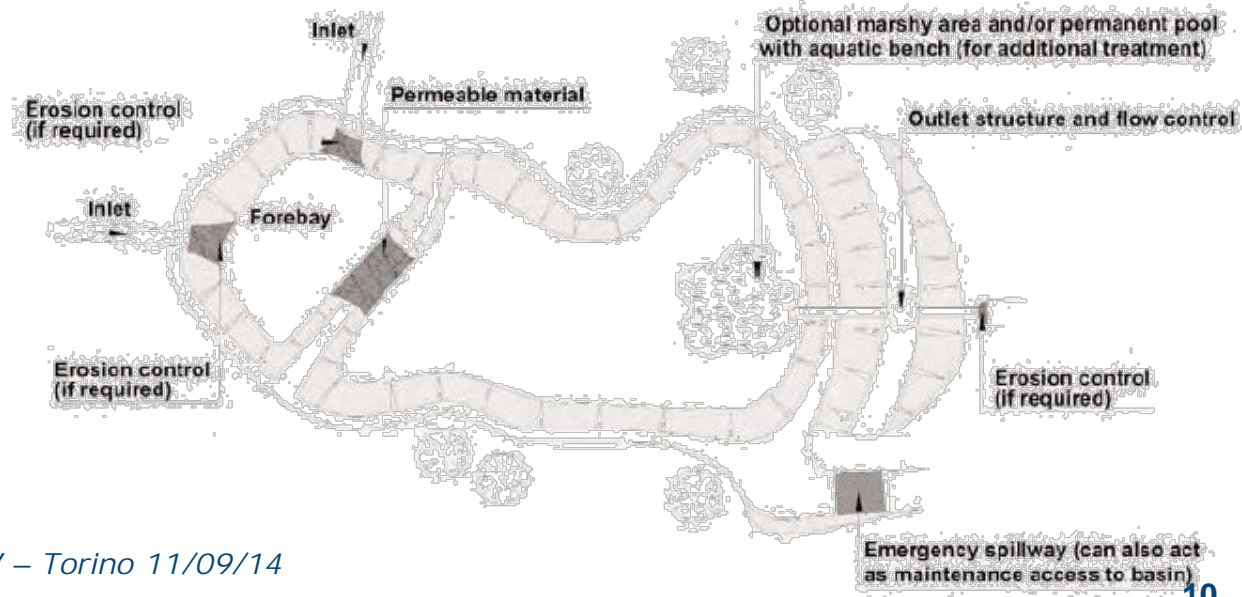 Inlet
Optional marshy area and/or permanent pool
with aquatic bench (for additional treatment)
Permeable material
Erosion control
(if required)
Outlet structure and flow control
Inlet
Forebay
Erosion control
(if required)
Erosion control
(if required)
Emergency spillway (can also act
as maintenance access to basin)
– Torino 11/09/14
10